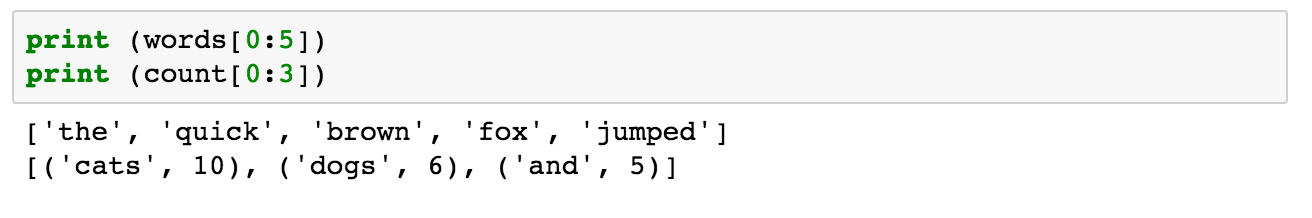 print (words[0:5])
print (count[0:3])
['the', 'quick', 'brown', 'fox', 'jumped']
[('cats', 10), ('dogs', 6), ('and', 5)]